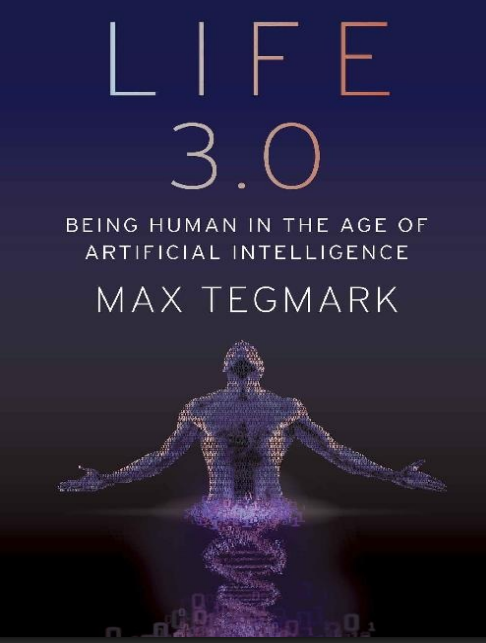 LIFE
3.0
BEING HUMAN IN THE AGE OF
ARTIFICIAL INTELLIGENCE
MAX TEGMARK